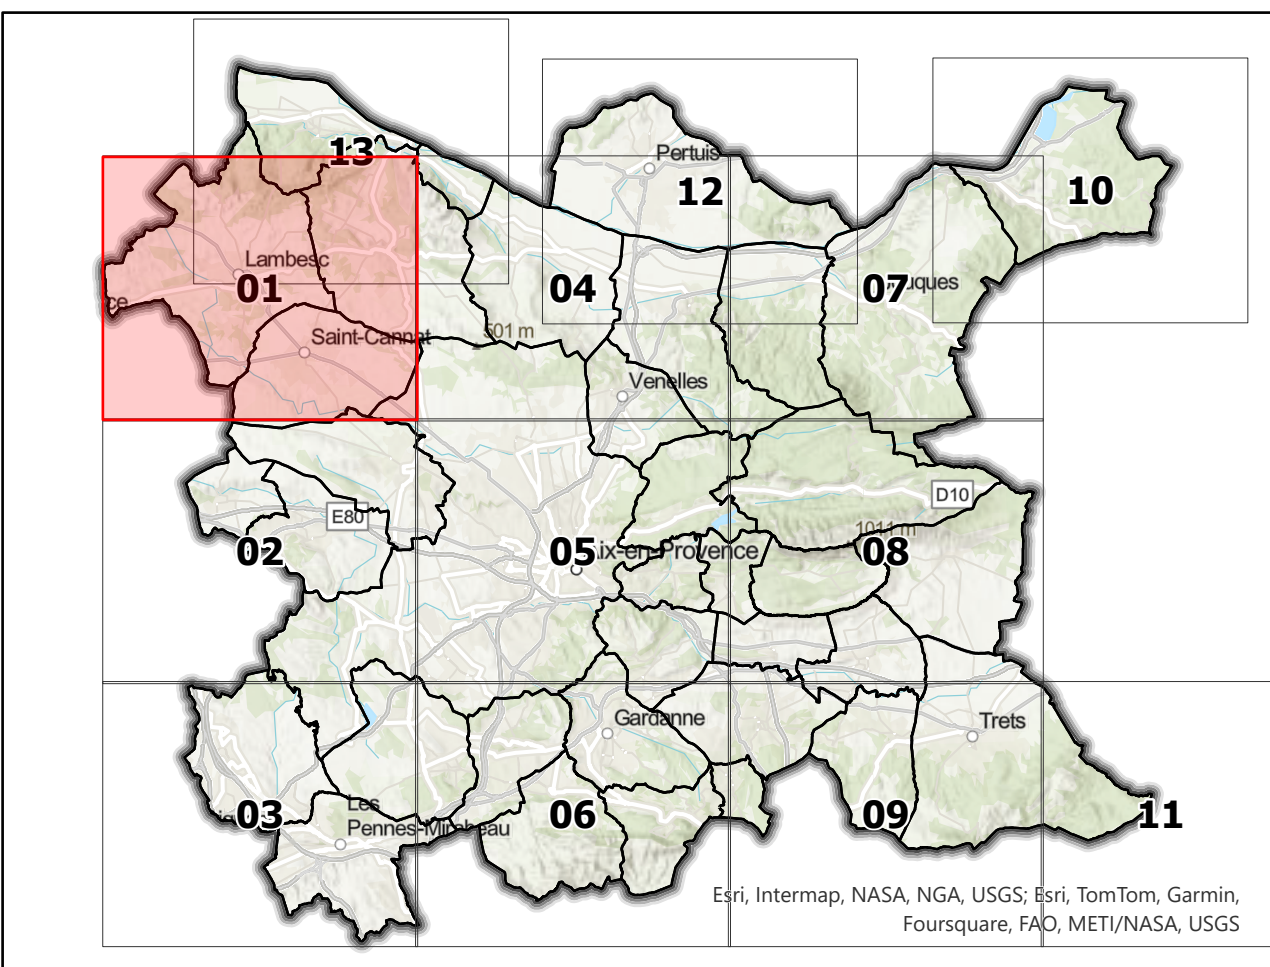 13
Pertuis
12
10
Lambesc
01
04
07
uques
ce
Saint-Cannat
501 m
Venelles
D10
E80
1011 m
02
05
ix-en-Provence
08
Gardanne
Trets
03
Les
Pennes-Mirabeau
06
09
11
Esri, Intermap, NASA, NGA, USGS; Esri, TomTom, Garmin,
Foursquare, FAO, METI/NASA, USGS